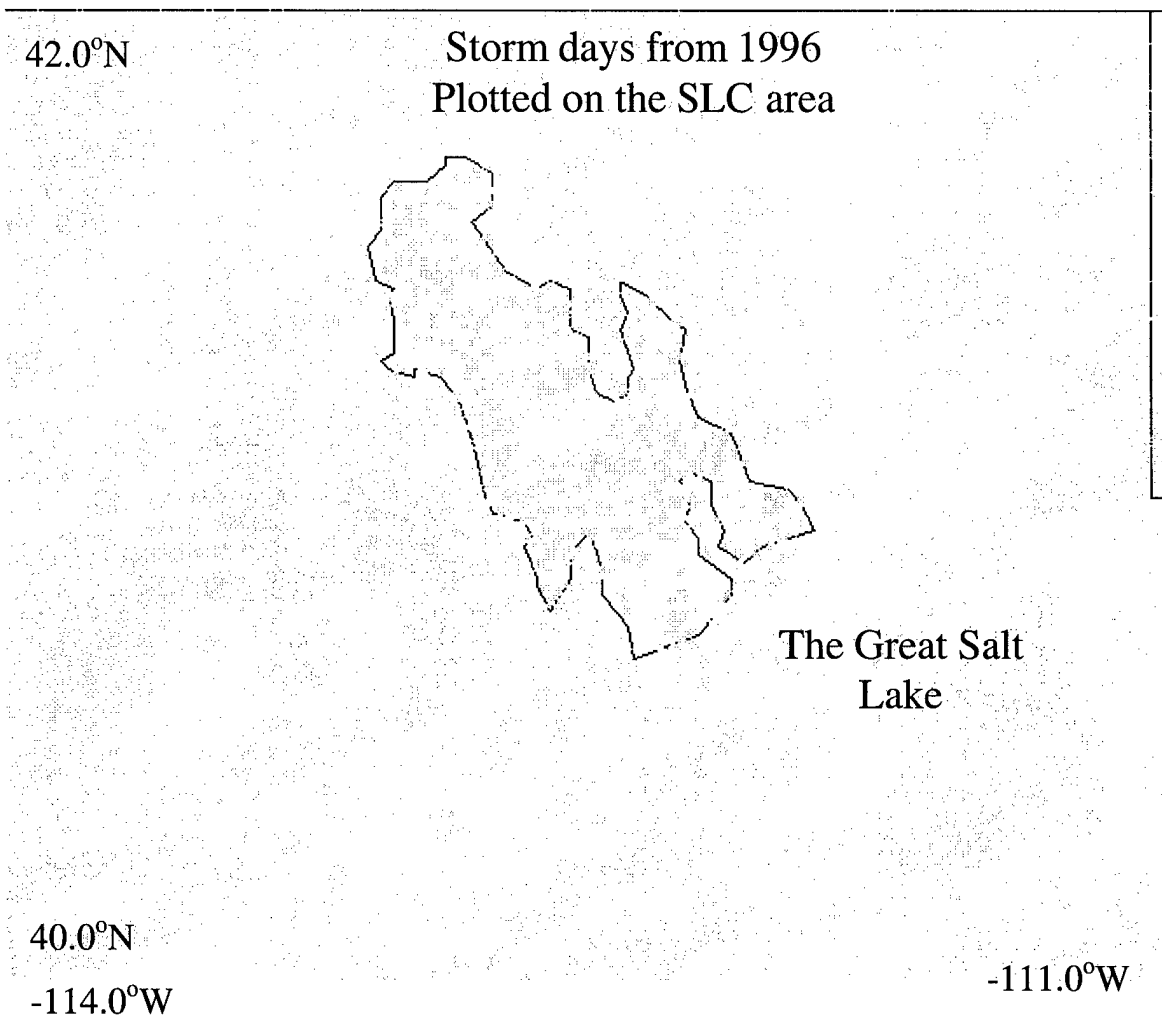 42.0°N
Storm days from 1996
Plotted on the SLC area
The Great Salt
Lake
40.0°N
-114.0°W
-111.0°W